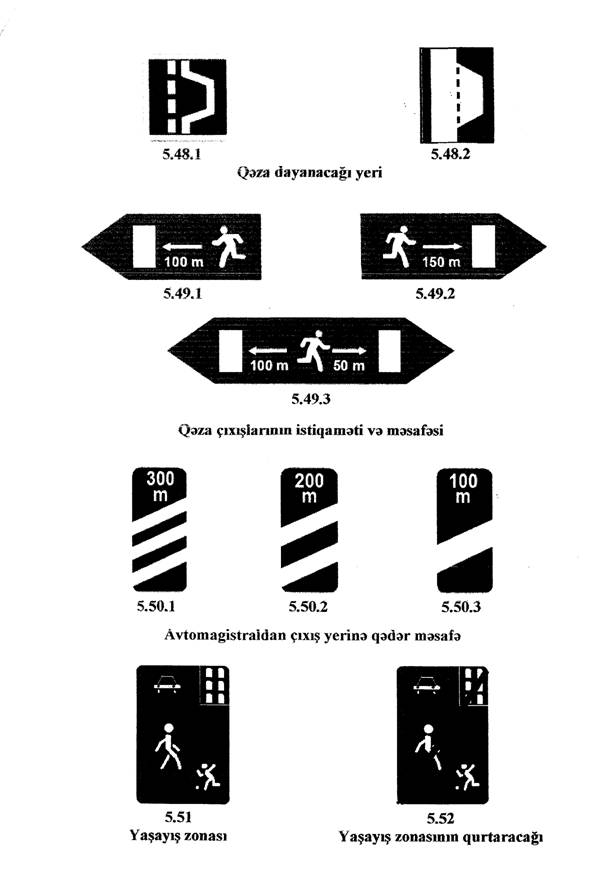 5.48.1 5.48.2
Qəza dayanacağı yeri
100 m 150 m
5.49.1 5.49.2
100 m 50 m
5.49.3
Qəza çıxışlarının istiqaməti və məsafəsi
300 m 200 m 100 m
5.50.1 5.50.2 5.50.3
Avtomagistraldan çıxış yerinə qədər məsafə
5.51 5.52
Yaşayış zonası Yaşayış zonasının qurtaracağı